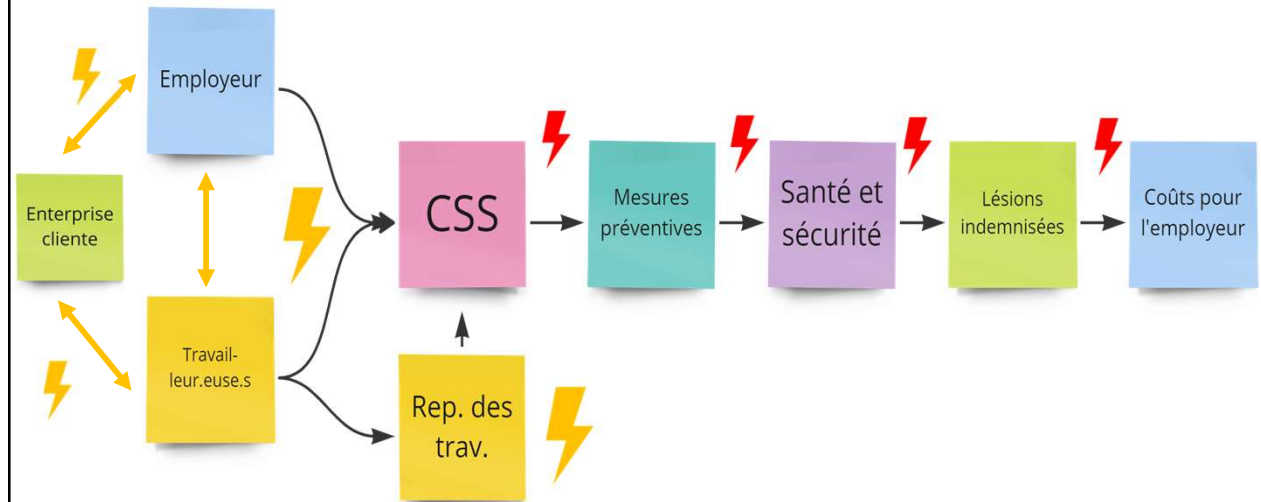 Employeur
Enterprise
cliente
Travail-
leur.euse.s
CSS
Rep. des
trav.
Mesures
préventives
Santé et
sécurité
Lésions
indemnisées
Coûts pour
l'employeur